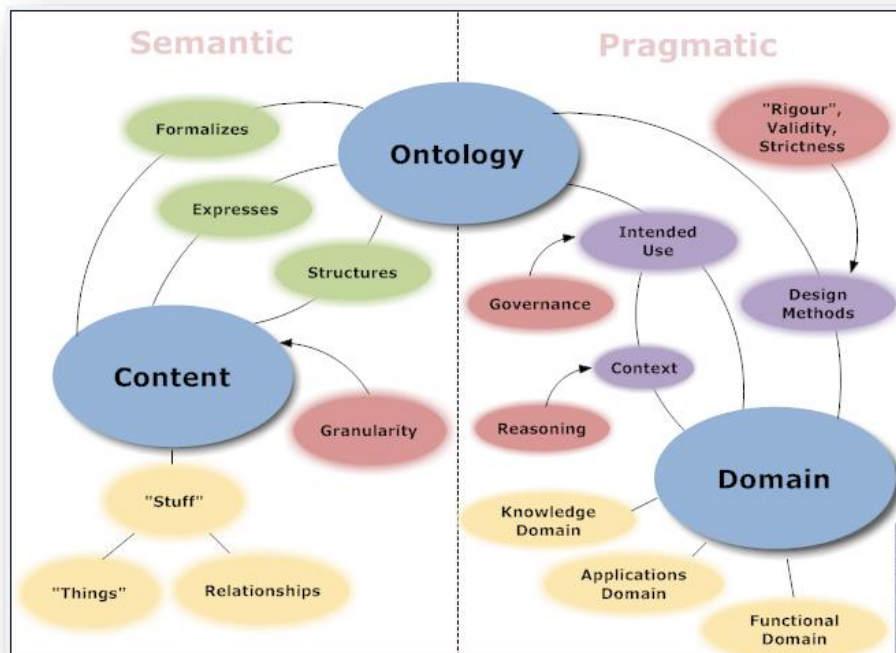 Semantic
Pragmatic
Formalizes
Ontology
"Rigour",
Validity,
Strictness
Expresses
Intended
Use
Structures
Governance
Design
Methods
Content
Context
Granularity
Reasoning
Domain
"Stuff"
Knowledge
Domain
"Things"
Relationships
Applications
Domain
Functional
Domain